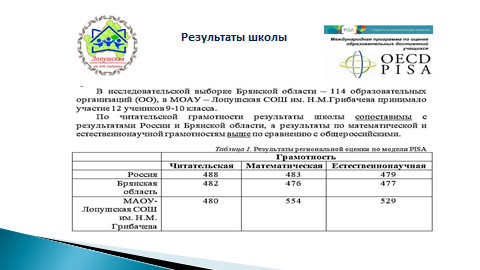 Результаты школы
Лопушская
им. Н.М.Грибачева
PISA
Международная программа по оценке
образовательных достижений
учащихся
OECD
PISA
В исследовательской выборке Брянской области – 114 образовательных
организаций (ОО), в МОАУ – Лопушская СОШ им. Н.М.Грибачева принимало
участие 12 учеников 9-10 класса.
По читательской грамотности результаты школы сопоставимы с
результатами России и Брянской области, а результаты по математической и
естественнонаучной грамотностям выше по сравнению с общероссийскими.
Таблица 1. Результаты региональной оценки по модели PISA
Грамотность
Читательская Математическая Естественнонаучная
Россия 488 483 479
Брянская область 482 476 477
МАОУ-Лопушская СОШ им. Н.М. Грибачева 480 554 529